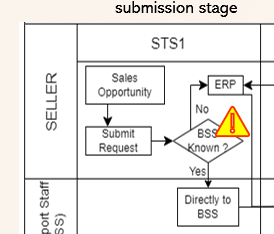 submission stage
STS1
SELLER
Sales
Opportunity
ERP
No
Submit
Request
BSS
Known ?
Yes
Directly to
BSS
port Staff
SS)